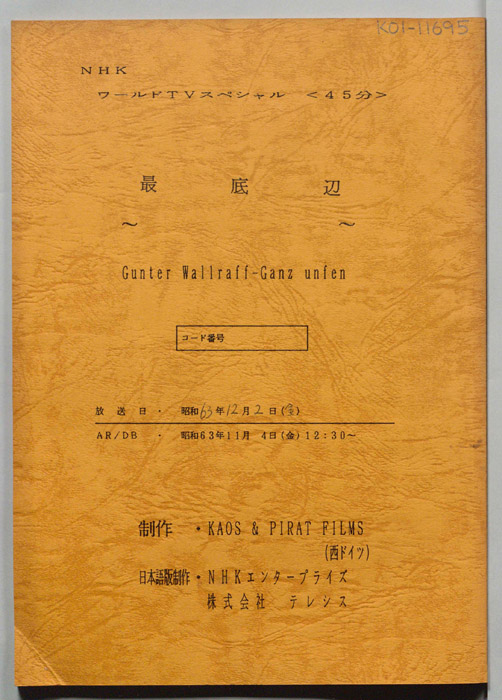 K01-11695
NHK
ワールドTVスペシャル <45分>
最底辺
～ ～
Gunter Wallraff-Ganz unfen
コード番号
放送日・ 昭和63年12月2日(金)
AR/DB ・ 昭和63年11月 4日(金)12:30～
制作 ・KAOS & PIRAT FILMS
(西ドイツ)
日本語版制作・NHKエンタープライズ
株式会社 テレシス